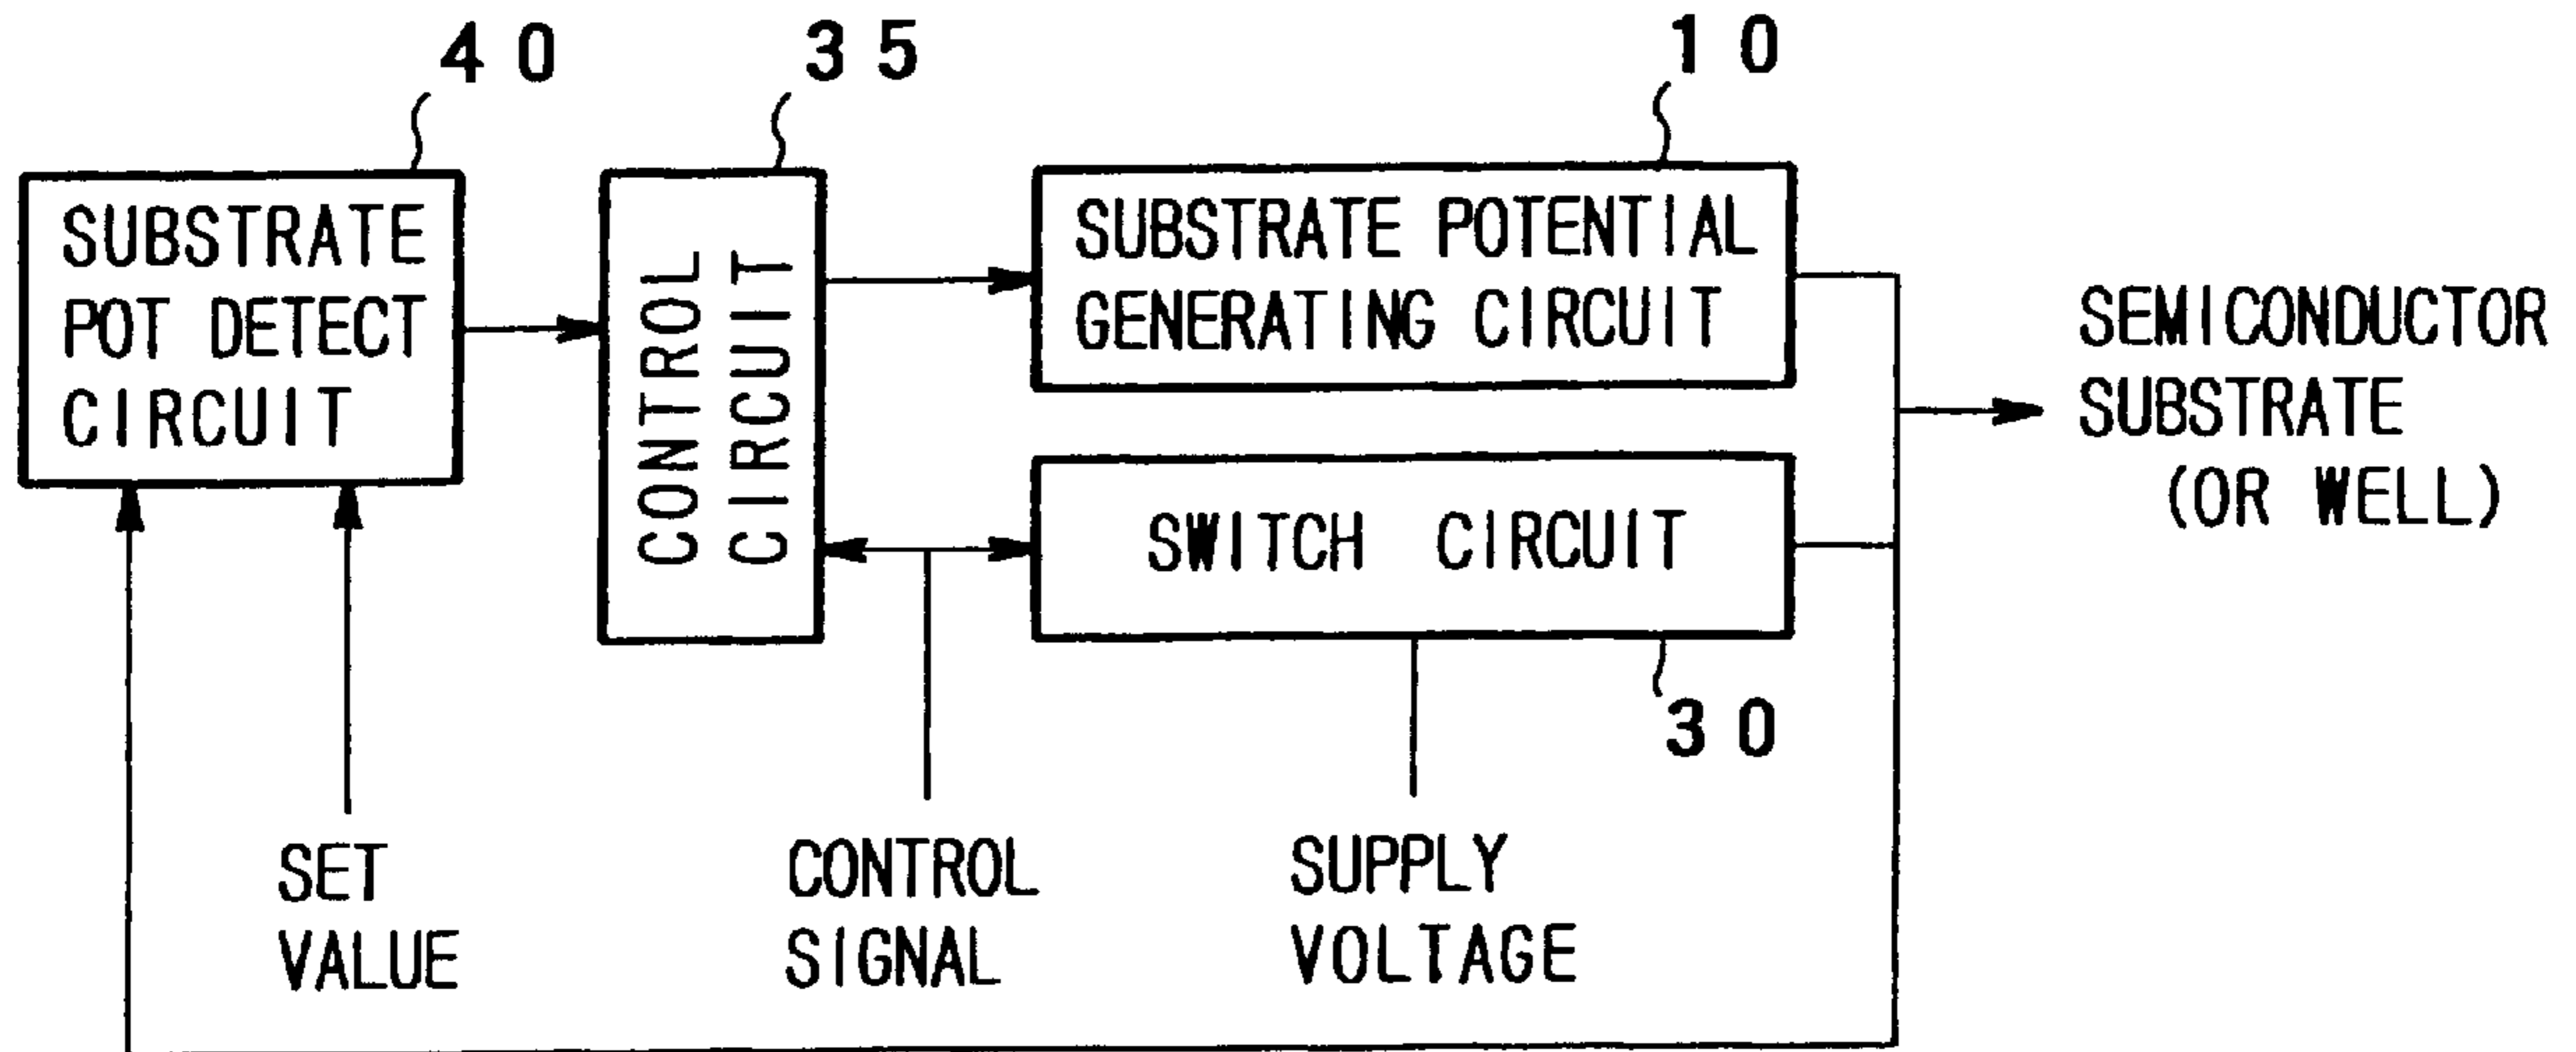 40
35
10
SUBSTRATE
POT DETECT
CIRCUIT
CONTROL
CIRCUIT
SUBSTRATE POTENTIAL
GENERATING CIRCUIT
SWITCH CIRCUIT
30
SEMICONDUCTOR
SUBSTRATE
(OR WELL)
SET
VALUE
CONTROL
SIGNAL
SUPPLY
VOLTAGE